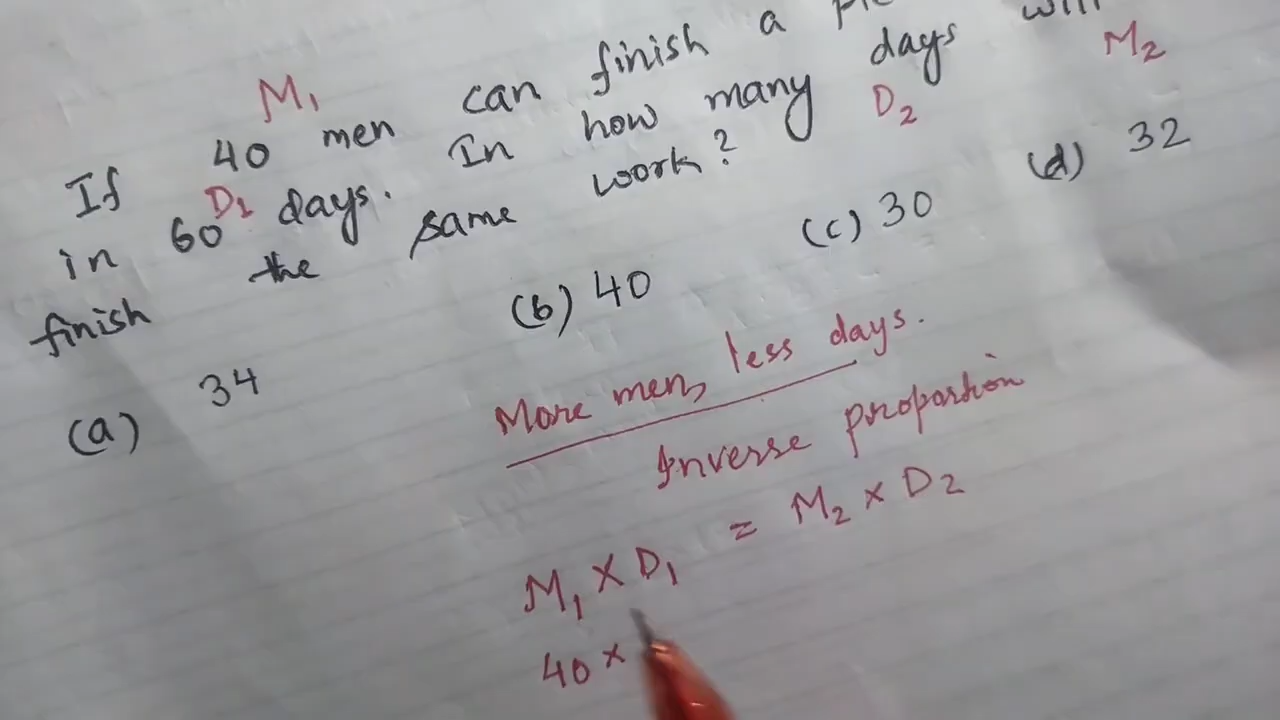 M₁
M₂
If 40 men can finish a
D₁
D₂
in 60 days. In how many days will
finish the same work?
(a) 34 (b) 40 (c) 30 (d) 32
More men, less days.
Inverse proportion
M₁ × D₁ = M₂ × D₂
40 ×